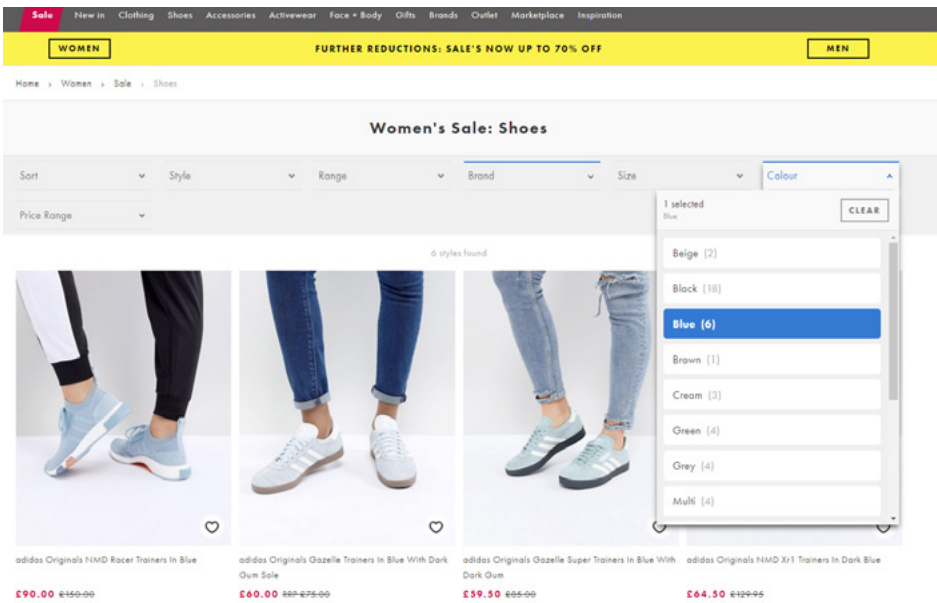 Sale New in Clothing Shoes Accessories Activewear Face + Body Gifts Brands Outlet Marketplace Inspiration
WOMEN FURTHER REDUCTIONS: SALE'S NOW UP TO 70% OFF MEN
Home › Women › Sale › Shoes
Women's Sale: Shoes
Sort Style Range Brand Size Colour
Price Range
1 selected
Blue
CLEAR
6 styles found
Beige (2)
Black (18)
Blue (6)
Brown (1)
Cream (3)
Green (4)
Grey (4)
Multi (4)
adidas Originals NMD Racer Trainers In Blue
£90.00 £150.00
adidas Originals Gazelle Trainers In Blue With Dark
Gum Sole
£60.00 RRP £75.00
adidas Originals Gazelle Super Trainers In Blue With
Dark Gum
£59.50 £85.00
adidas Originals NMD Xr1 Trainers In Dark Blue
£64.50 £129.95